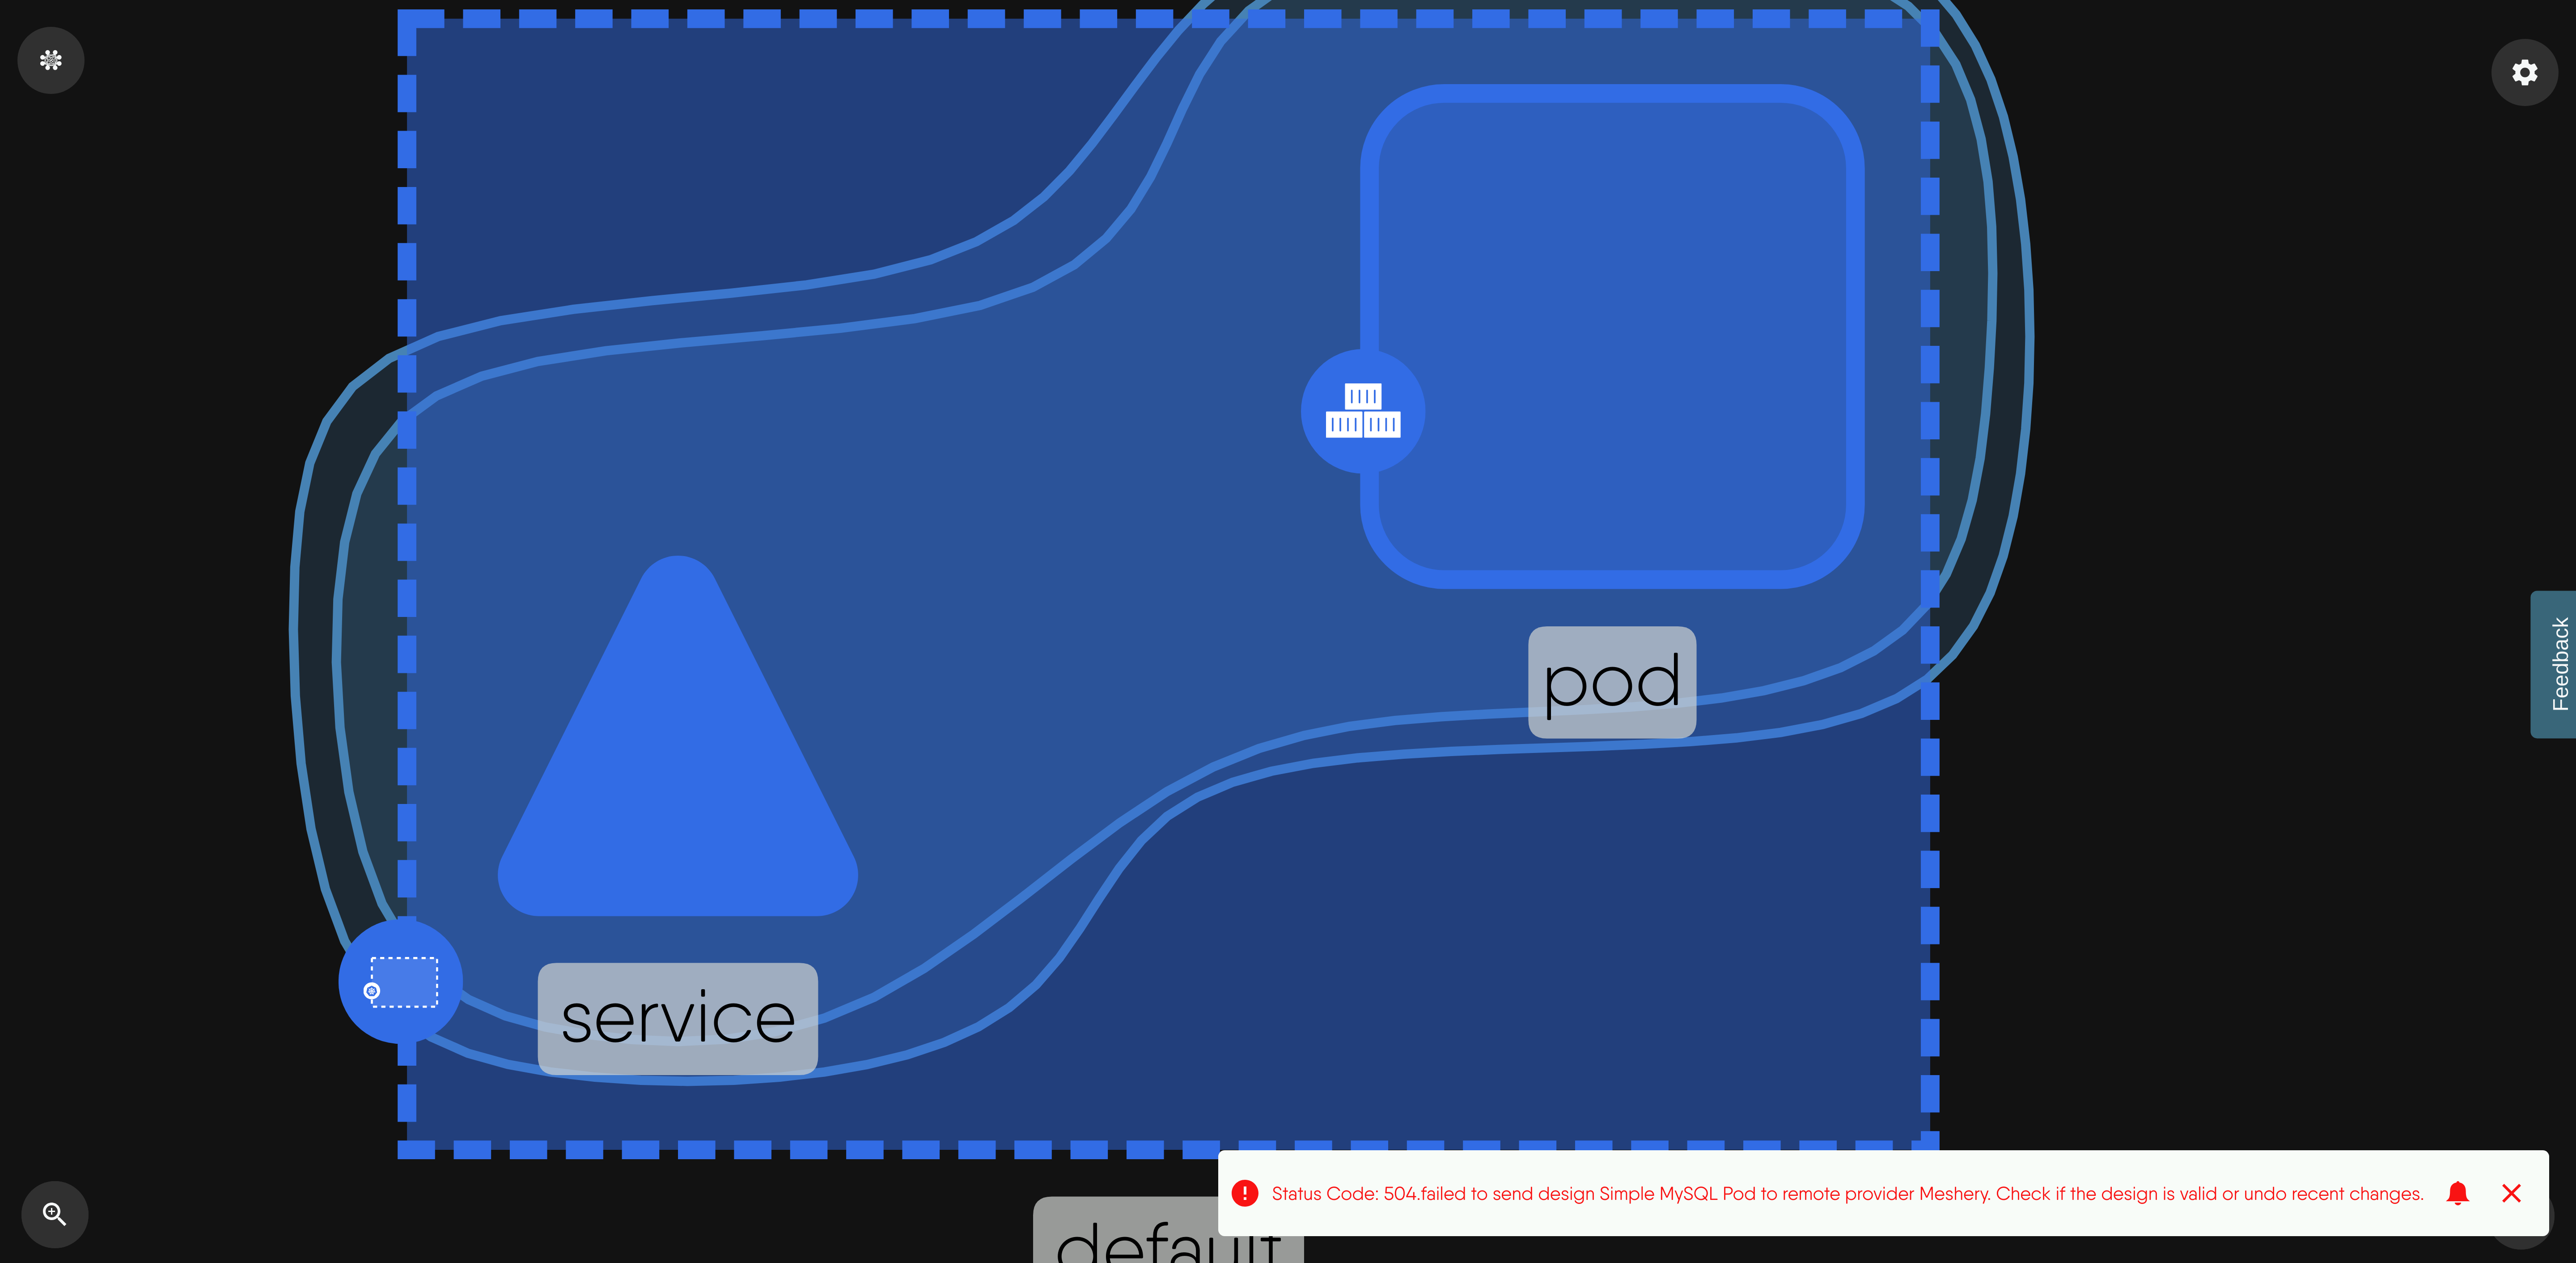 pod
Feedback
service
default
Status Code: 504.failed to send design Simple MySQL Pod to remote provider Meshery. Check if the design is valid or undo recent changes.